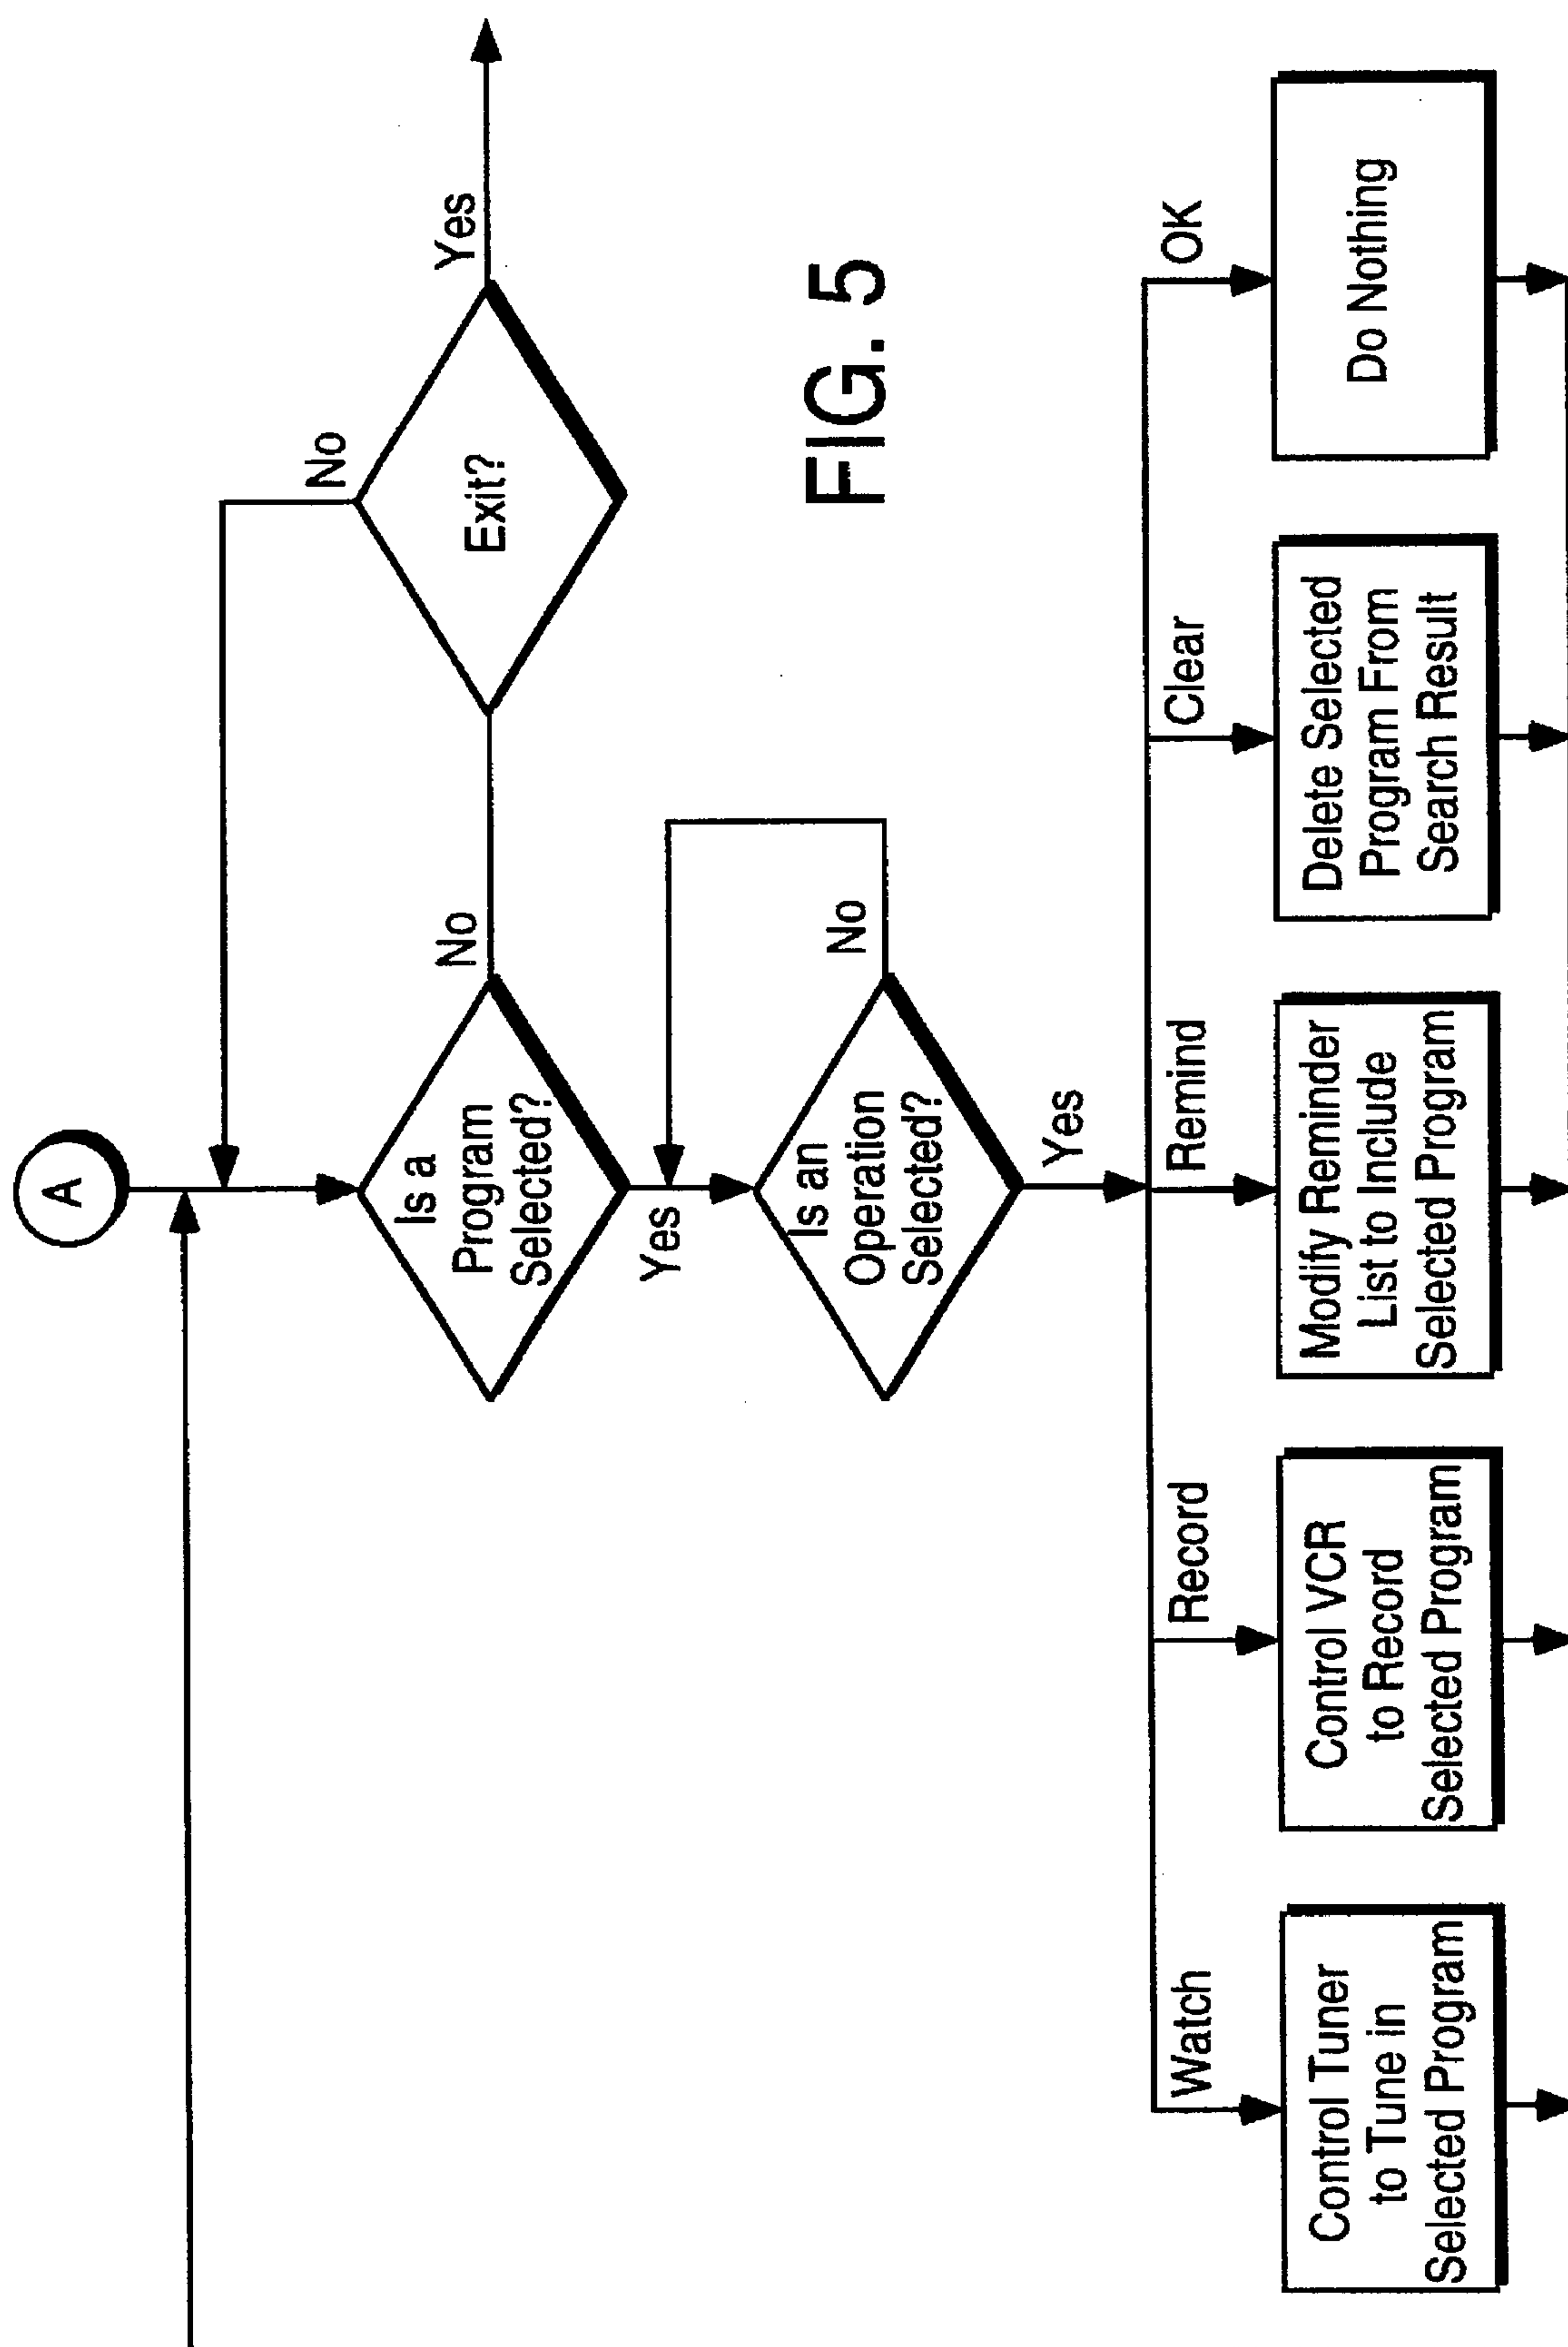 A
Is a
Program
Selected?
No
Exit?
No
Yes
Yes
Is an
Operation
Selected?
No
Yes
FIG. 5
Watch
Record
Remind
Clear
OK
Control Tuner
to Tune in
Selected Program
Control VCR
to Record
Selected Program
Modify Reminder
List to Include
Selected Program
Delete Selected
Program From
Search Result
Do Nothing